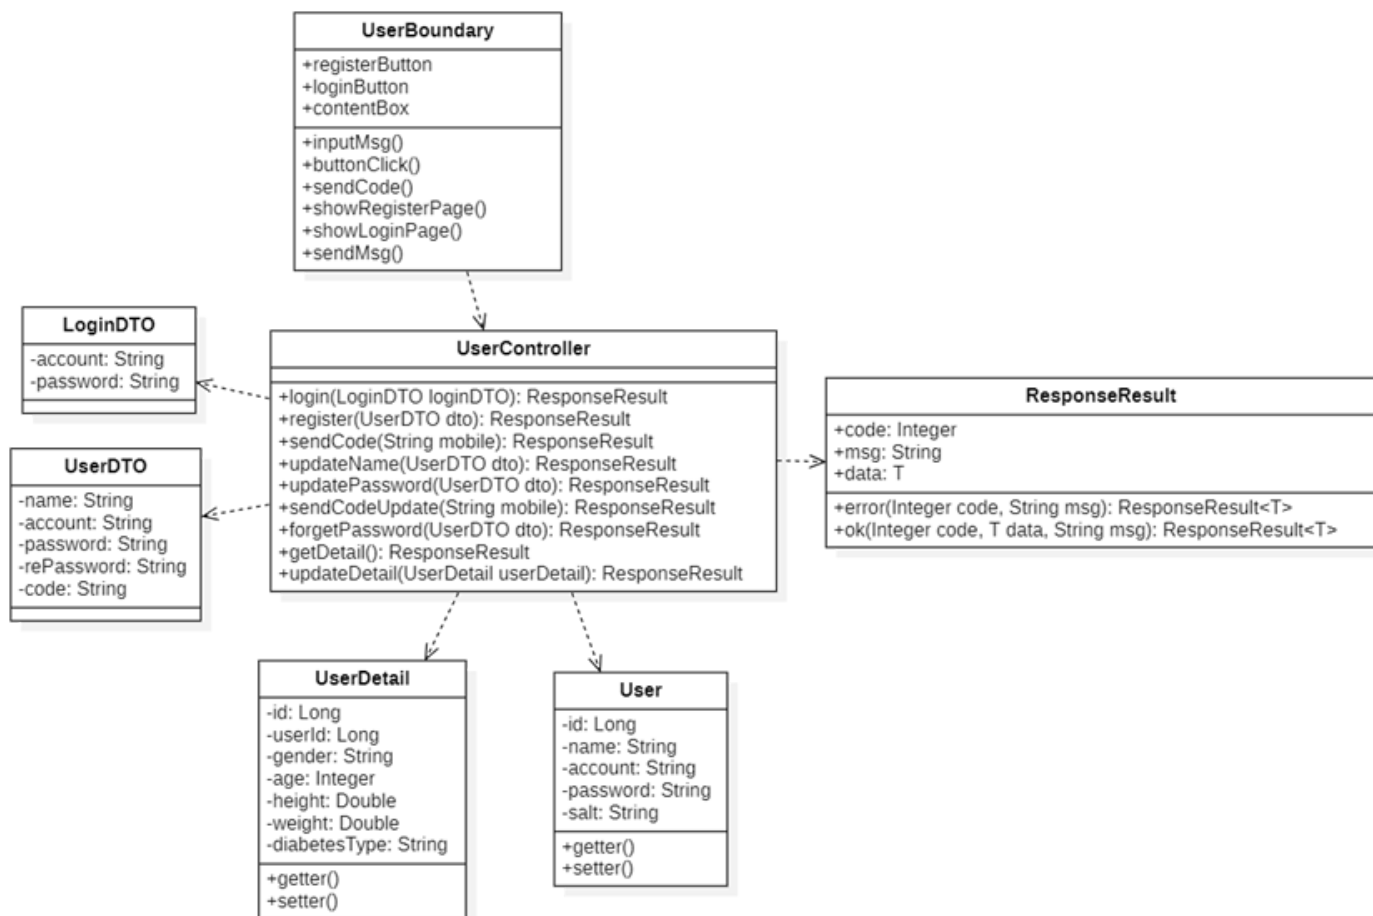 UserBoundary
+registerButton
+loginButton
+contentBox
+inputMsg()
+buttonClick()
+sendCode()
+showRegisterPage()
+showLoginPage()
+sendMsg()
LoginDTO
-account: String
-password: String
UserDTO
-name: String
-account: String
-password: String
-rePassword: String
-code: String
UserController
+login(LoginDTO loginDTO): ResponseResult
+register(UserDTO dto): ResponseResult
+sendCode(String mobile): ResponseResult
+updateName(UserDTO dto): ResponseResult
+updatePassword(UserDTO dto): ResponseResult
+sendCodeUpdate(String mobile): ResponseResult
+forgetPassword(UserDTO dto): ResponseResult
+getDetail(): ResponseResult
+updateDetail(UserDetail userDetail): ResponseResult
ResponseResult
+code: Integer
+msg: String
+data: T
+error(Integer code, String msg): ResponseResult<T>
+ok(Integer code, T data, String msg): ResponseResult<T>
UserDetail
-id: Long
-userId: Long
-gender: String
-age: Integer
-height: Double
-weight: Double
-diabetesType: String
+getter()
+setter()
User
-id: Long
-name: String
-account: String
-password: String
-salt: String
+getter()
+setter()